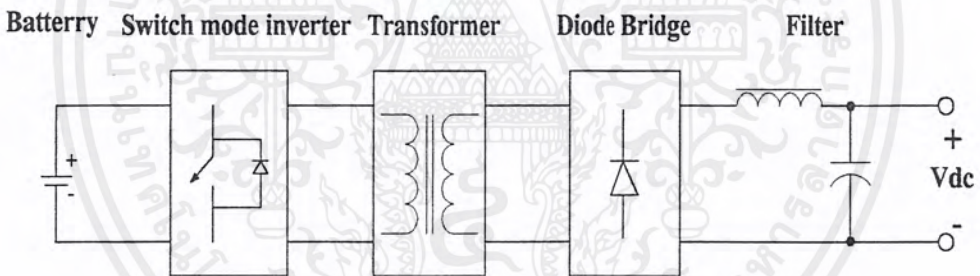 Batterry Switch mode inverter Transformer Diode Bridge Filter
+
-
+
Vdc
-